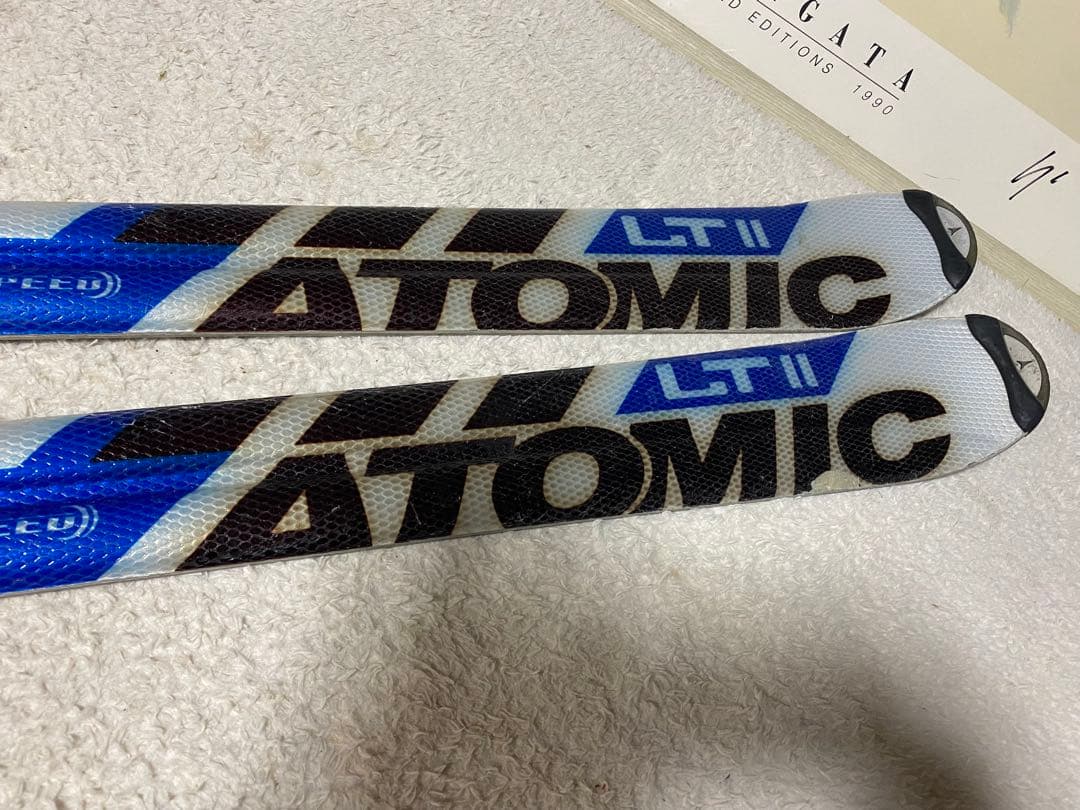 GATA
EDITIONS 1990
LT II
ATOMIC
LT II
ATOMIC